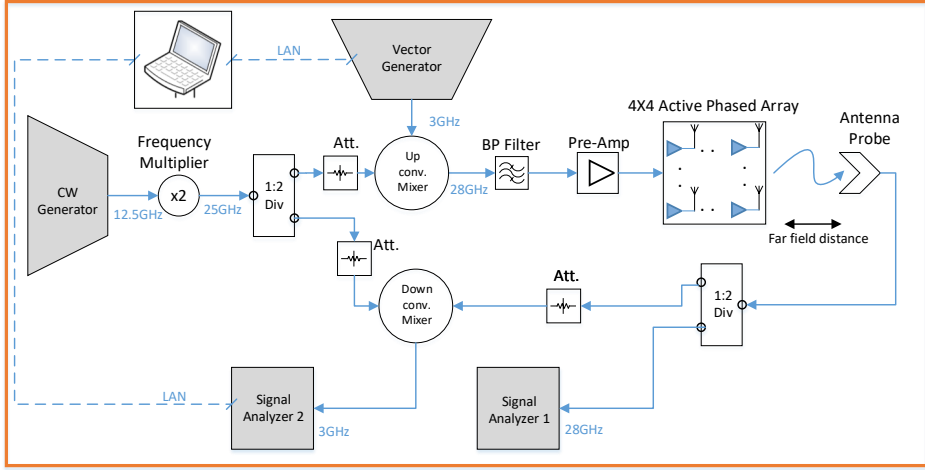 LAN
Vector
Generator
3GHz
4X4 Active Phased Array
Antenna
Probe
Frequency
Multiplier
Att.
BP Filter
Pre-Amp
CW
Generator
12.5GHz
x2
25GHz
1:2
Div
Up
conv.
Mixer
28GHz
. .
. .
Far field distance
Att.
Att.
Down
conv.
Mixer
1:2
Div
LAN
Signal
Analyzer 2
3GHz
Signal
Analyzer 1
28GHz